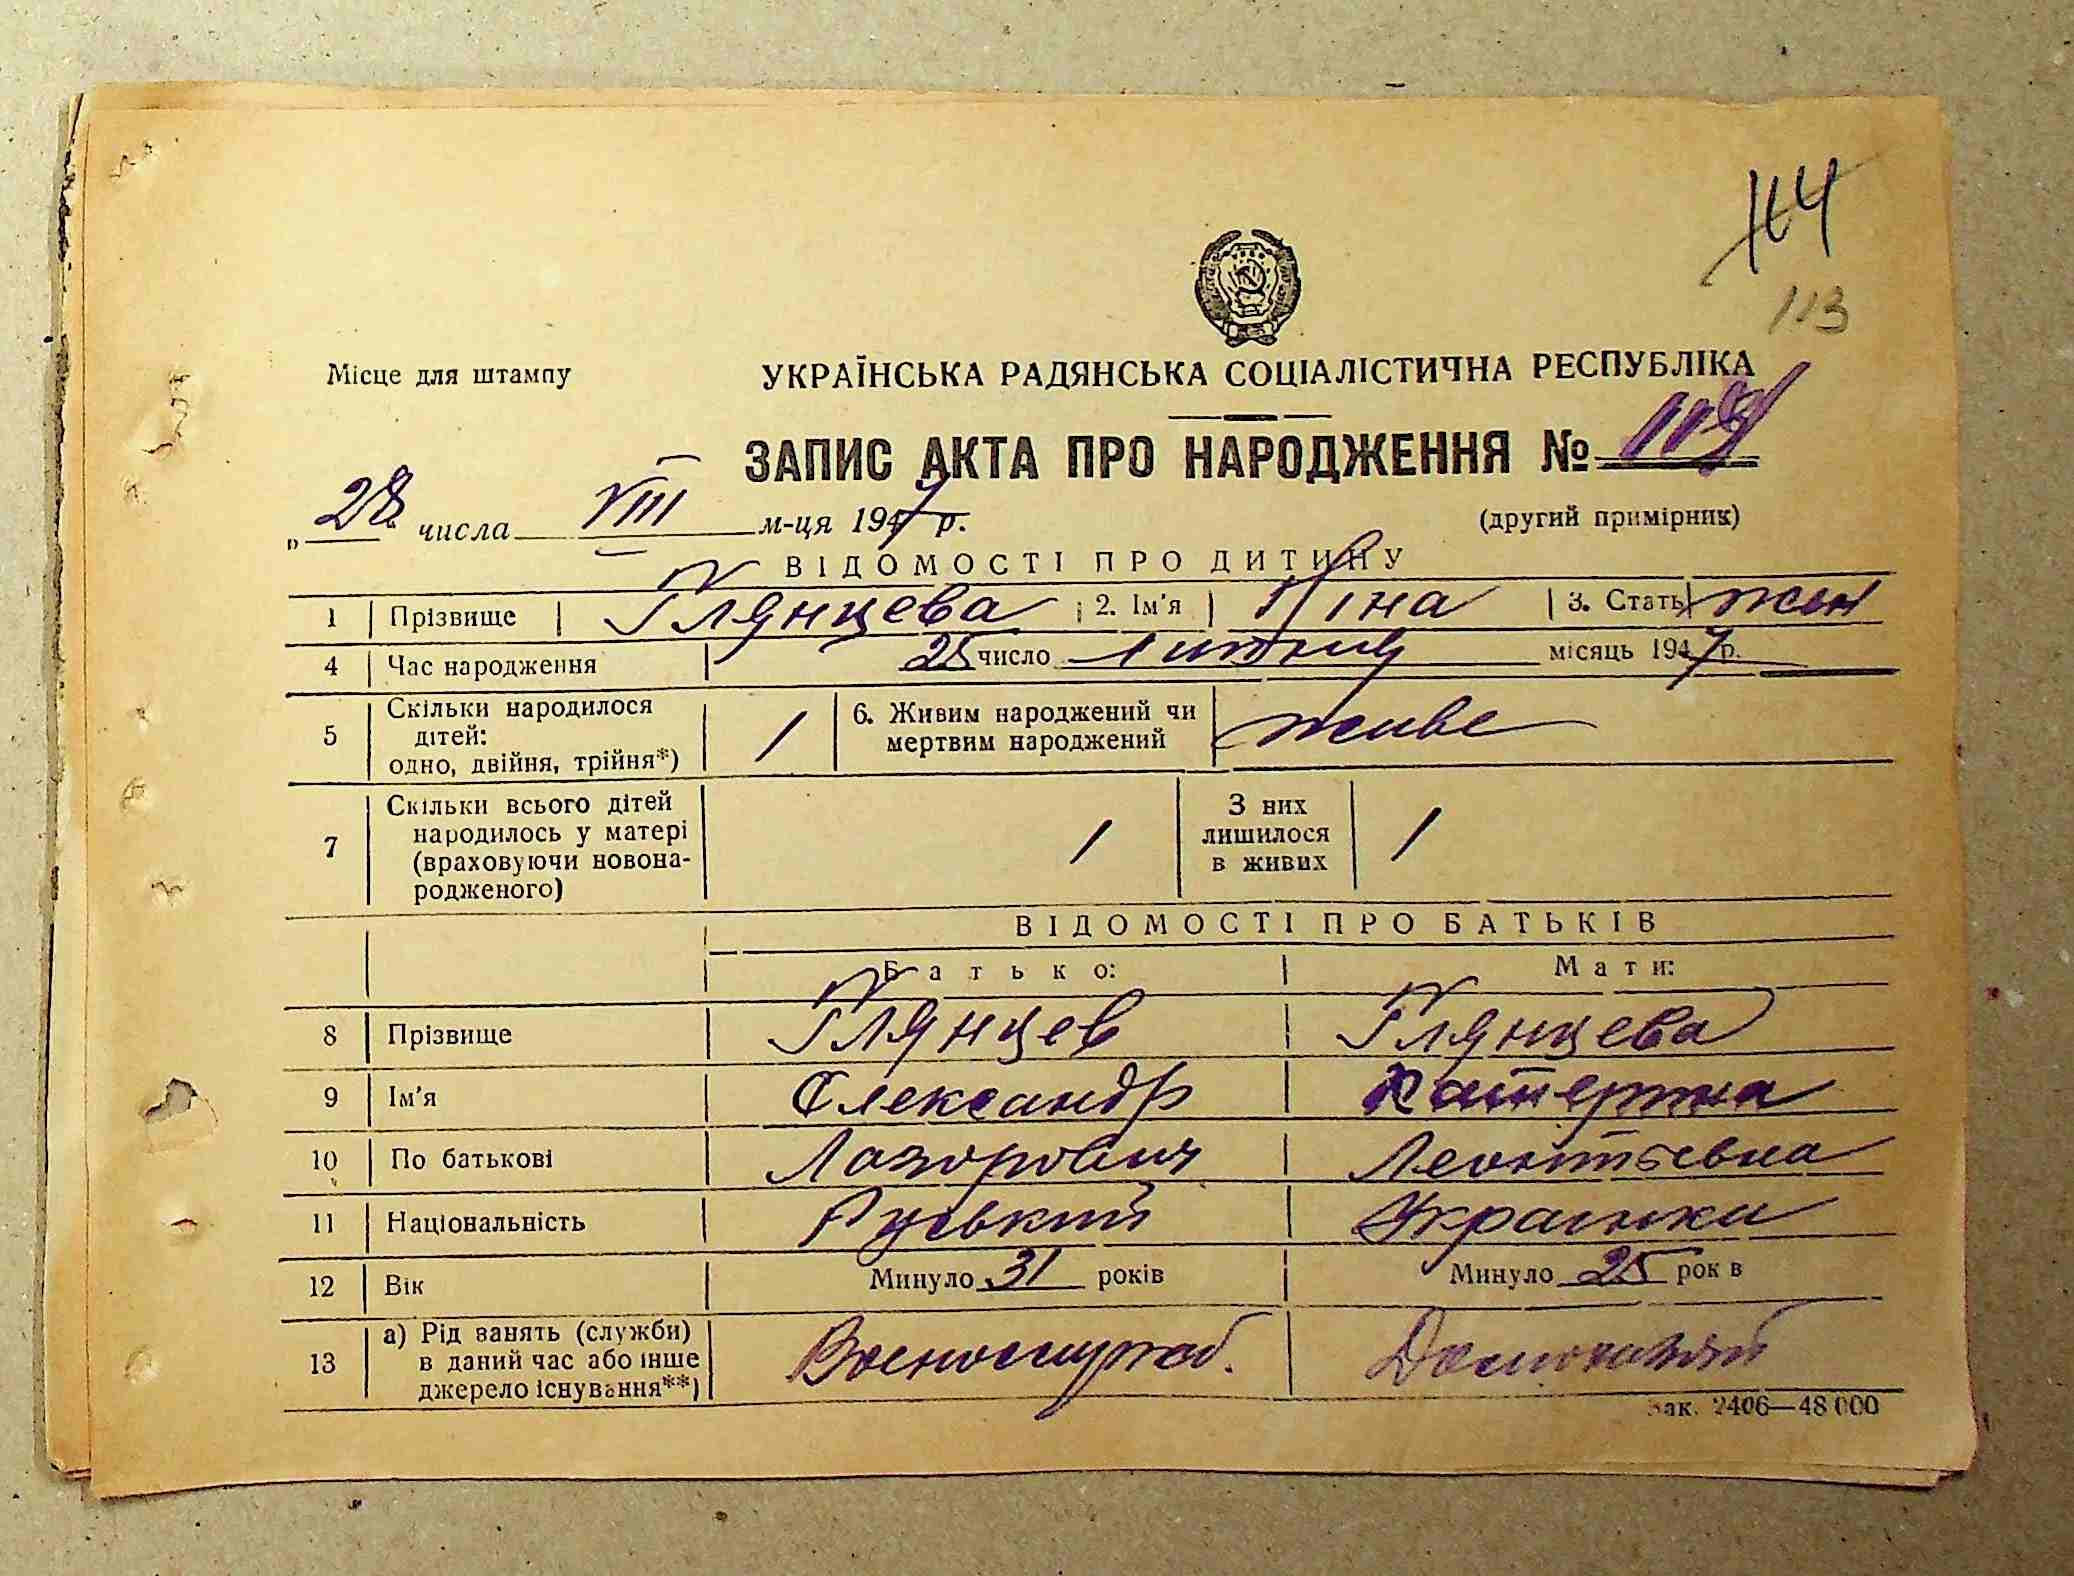 114
113
Місце для штампу
УКРАЇНСЬКА РАДЯНСЬКА СОЦІАЛІСТИЧНА РЕСПУБЛІКА
ЗАПИС АКТА ПРО НАРОДЖЕННЯ №
„28 числа VIII м-ця 1947 р. (другий примірник)
ВІДОМОСТІ ПРО ДИТИНУ
1 Прізвище Глянцева 2. Ім'я Ніна 3. Стать жен
4 Час народження 25 число Липня місяць 1947 р.
5 Скільки народилося дітей: одно, двійня, трійня*) 1 6. Живим народжений чи мертвим народжений живе
7 Скільки всього дітей народилось у матері (враховуючи новонародженого) 1 З них лишилося в живих 1
ВІДОМОСТІ ПРО БАТЬКІВ
Батько: Мати:
8 Прізвище Глянцев Глянцева
9 Ім'я Олександр Катерина
10 По батькові Лазорович Леонтьевна
11 Національність Руський Украинка
12 Вік Минуло 31 років Минуло 25 рок в
13 а) Рід занять (служби) в даний час або інше джерело існування**) Военнослужб.
Зак. 2406—48 000